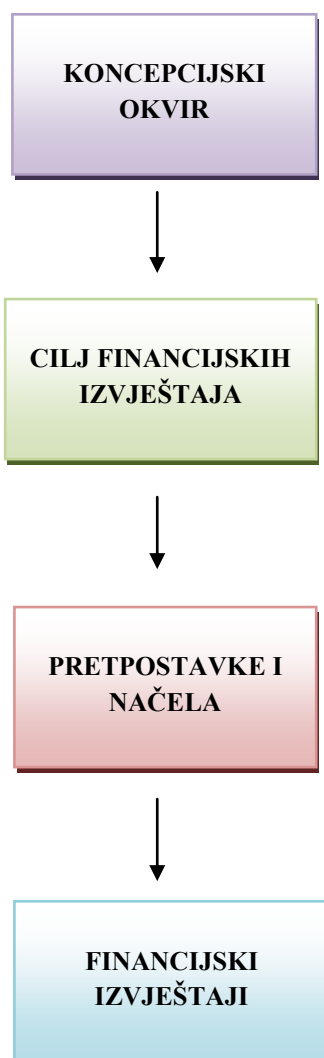 KONCEPCIJSKI
OKVIR
CILJ FINANCIJSKIH
IZVJEŠTAJA
PRETPOSTAVKE I
NAČELA
FINANCIJSKI
IZVJEŠTAJI